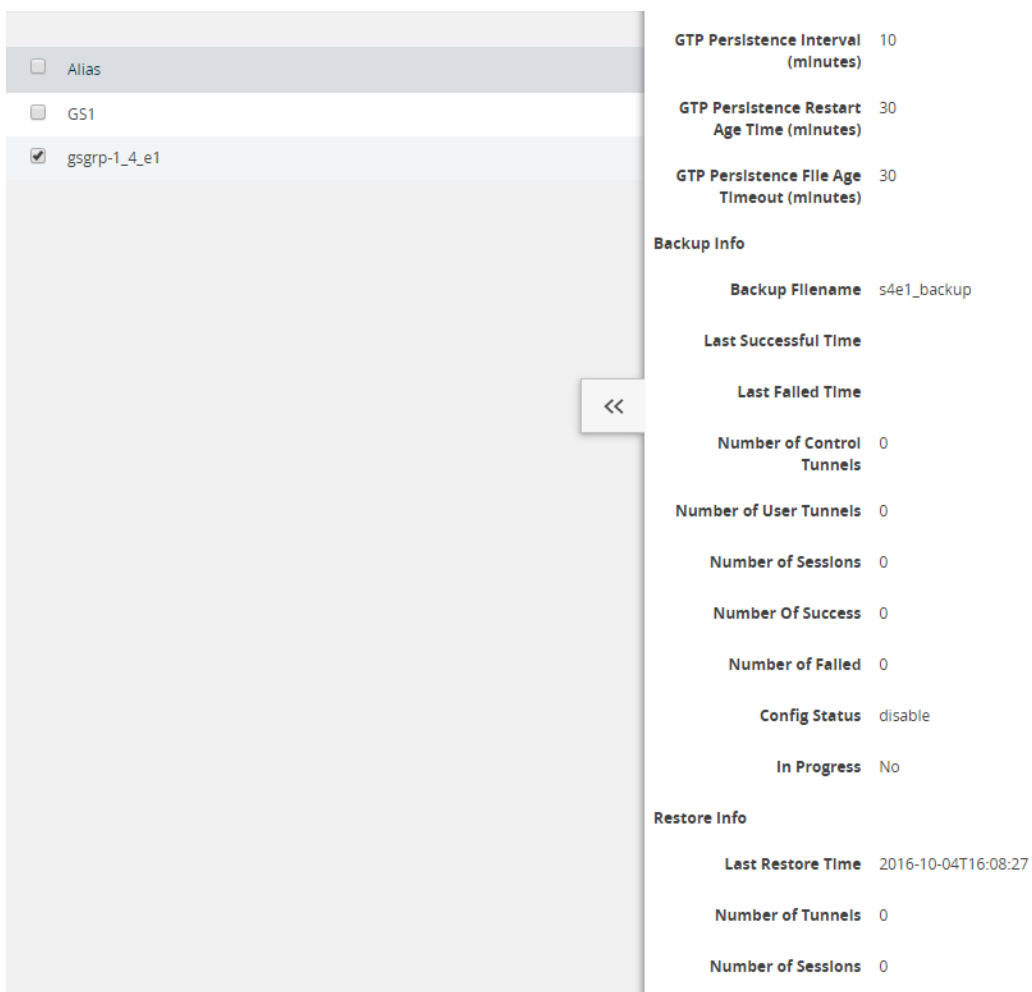 Alias
GS1
gsgrp-1_4_e1
GTP Persistence Interval 10
(minutes)
GTP Persistence Restart 30
Age Time (minutes)
GTP Persistence File Age 30
Timeout (minutes)
Backup Info
Backup Filename s4e1_backup
Last Successful Time
Last Failed Time
Number of Control 0
Tunnels
Number of User Tunnels 0
Number of Sessions 0
Number Of Success 0
Number of Failed 0
Config Status disable
In Progress No
Restore Info
Last Restore Time 2016-10-04T16:08:27
Number of Tunnels 0
Number of Sessions 0